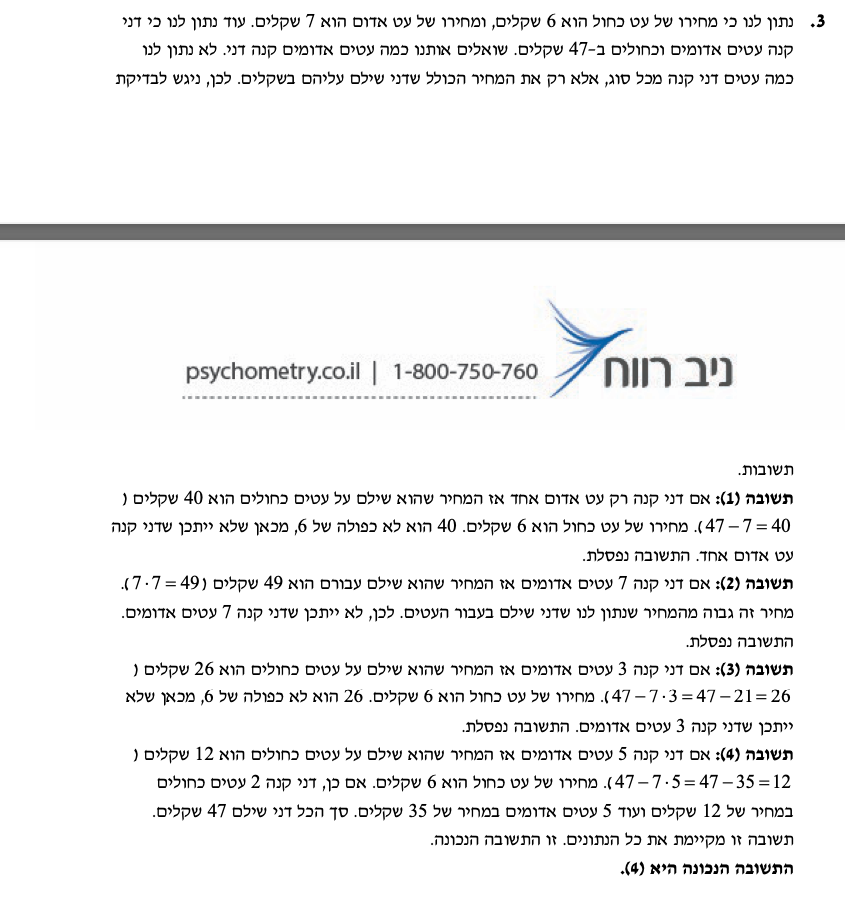 3. נתון לנו כי מחירו של עט כחול הוא 6 שקלים, ומחירו של עט אדום הוא 7 שקלים. עוד נתון לנו כי דני
קנה עטים אדומים וכחולים ב-47 שקלים. שואלים אותנו כמה עטים אדומים קנה דני. לא נתון לנו
כמה עטים דני קנה מכל סוג, אלא רק את המחיר הכולל שדני שילם עליהם בשקלים. לכן, ניגש לבדיקת
ניב רווח
psychometry.co.il | 1-800-750-760
תשובות.
תשובה (1): אם דני קנה רק עט אדום אחד אז המחיר שהוא שילם על עטים כחולים הוא 40 שקלים (
47 – 7 = 40). מחירו של עט כחול הוא 6 שקלים. 40 הוא לא כפולה של 6, מכאן שלא ייתכן שדני קנה
עט אדום אחד. התשובה נפסלת.
תשובה (2): אם דני קנה 7 עטים אדומים אז המחיר שהוא שילם עבורם הוא 49 שקלים (7 · 7 = 49).
מחיר זה גבוה מהמחיר שנתון לנו שדני שילם בעבור העטים. לכן, לא ייתכן שדני קנה 7 עטים אדומים.
התשובה נפסלת.
תשובה (3): אם דני קנה 3 עטים אדומים אז המחיר שהוא שילם על עטים כחולים הוא 26 שקלים (
47 – 7 · 3 = 47 – 21 = 26). מחירו של עט כחול הוא 6 שקלים. 26 הוא לא כפולה של 6, מכאן שלא
ייתכן שדני קנה 3 עטים אדומים. התשובה נפסלת.
תשובה (4): אם דני קנה 5 עטים אדומים אז המחיר שהוא שילם על עטים כחולים הוא 12 שקלים (
47 – 7 · 5 = 47 – 35 = 12). מחירו של עט כחול הוא 6 שקלים. אם כן, דני קנה 2 עטים כחולים
במחיר של 12 שקלים ועוד 5 עטים אדומים במחיר של 35 שקלים. סך הכל דני שילם 47 שקלים.
תשובה זו מקיימת את כל הנתונים. זו התשובה הנכונה.
התשובה הנכונה היא (4).